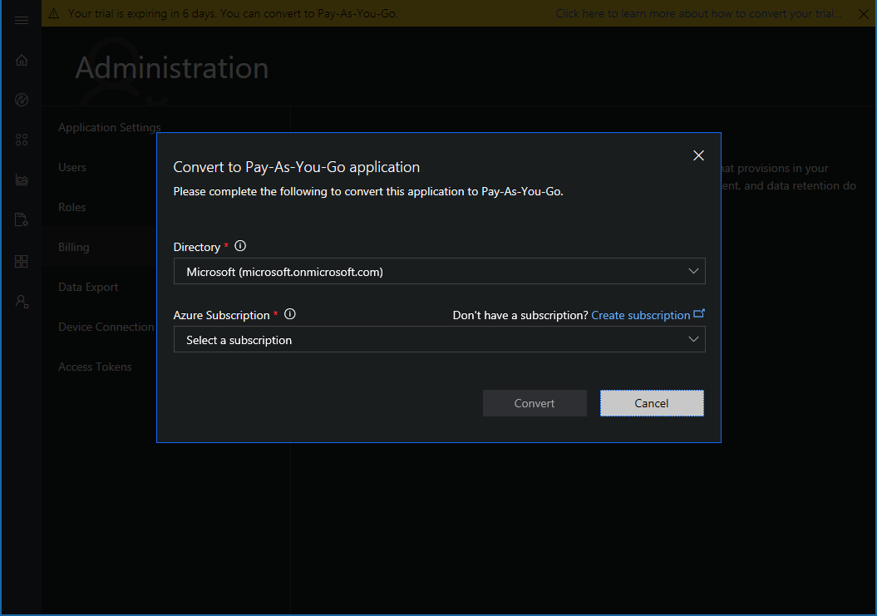 Your trial is expiring in 6 days. You can convert to Pay-As-You-Go.
Click here to learn more about how to convert your trial...
Administration
Application Settings
Users
Roles
Billing
Data Export
Device Connection
Access Tokens
hat provisions in your
ent, and data retention do
Convert to Pay-As-You-Go application
Please complete the following to convert this application to Pay-As-You-Go.
Directory *
Microsoft (microsoft.onmicrosoft.com)
Azure Subscription *
Don't have a subscription? Create subscription
Select a subscription
Convert
Cancel